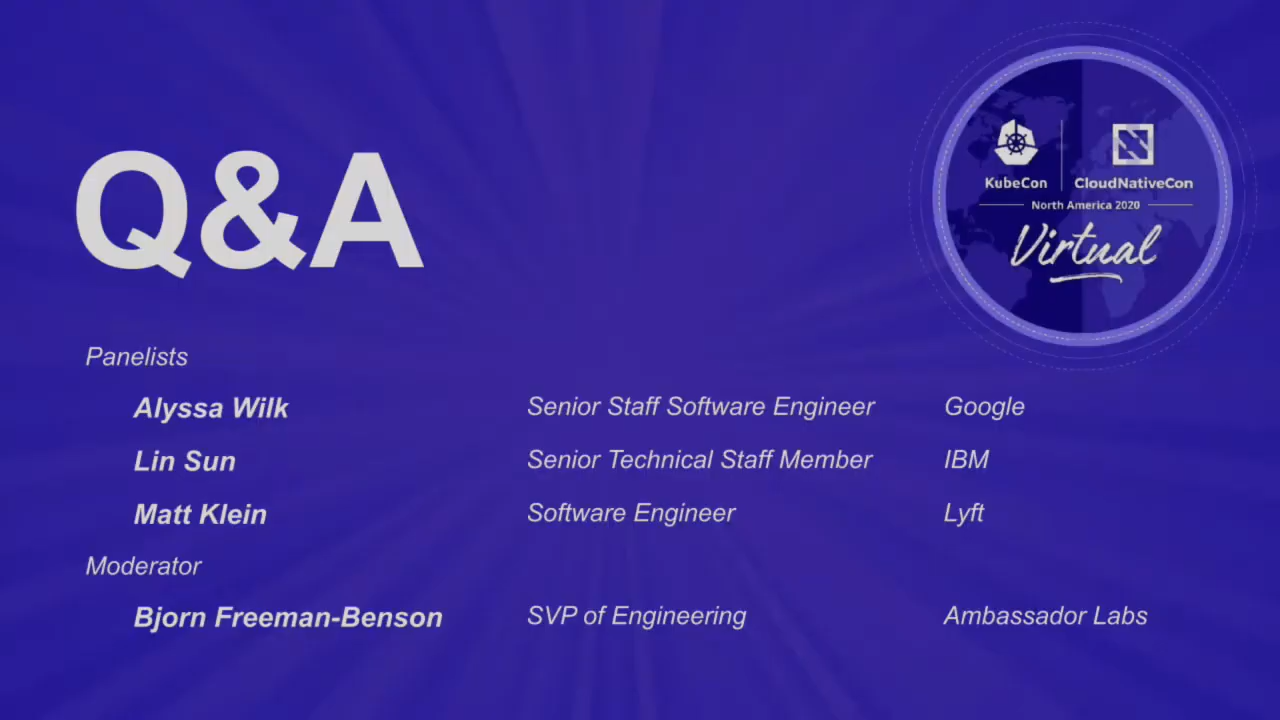 Q&A
KubeCon
CloudNativeCon
North America 2020
Virtual
Panelists
Alyssa Wilk Senior Staff Software Engineer Google
Lin Sun Senior Technical Staff Member IBM
Matt Klein Software Engineer Lyft
Moderator
Bjorn Freeman-Benson SVP of Engineering Ambassador Labs